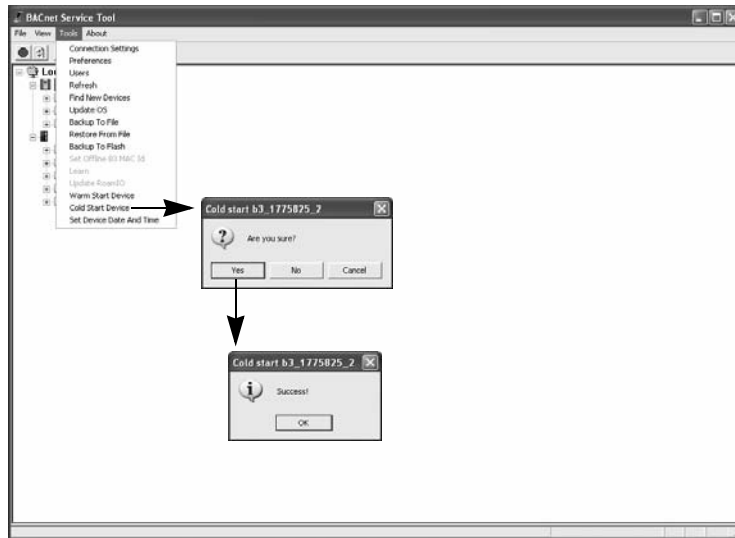 BACnet Service Tool
File View Tools About
Connection Settings
Preferences
Users
Refresh
Find New Devices
Update OS
Backup To File
Restore From File
Backup To Flash
Set Offline B3 MAC Id
Learn
Update RoomIO
Warm Start Device
Cold Start Device
Set Device Date And Time
Cold start b3_1775825_2
Are you sure?
Yes No Cancel
Cold start b3_1775825_2
Success!
OK